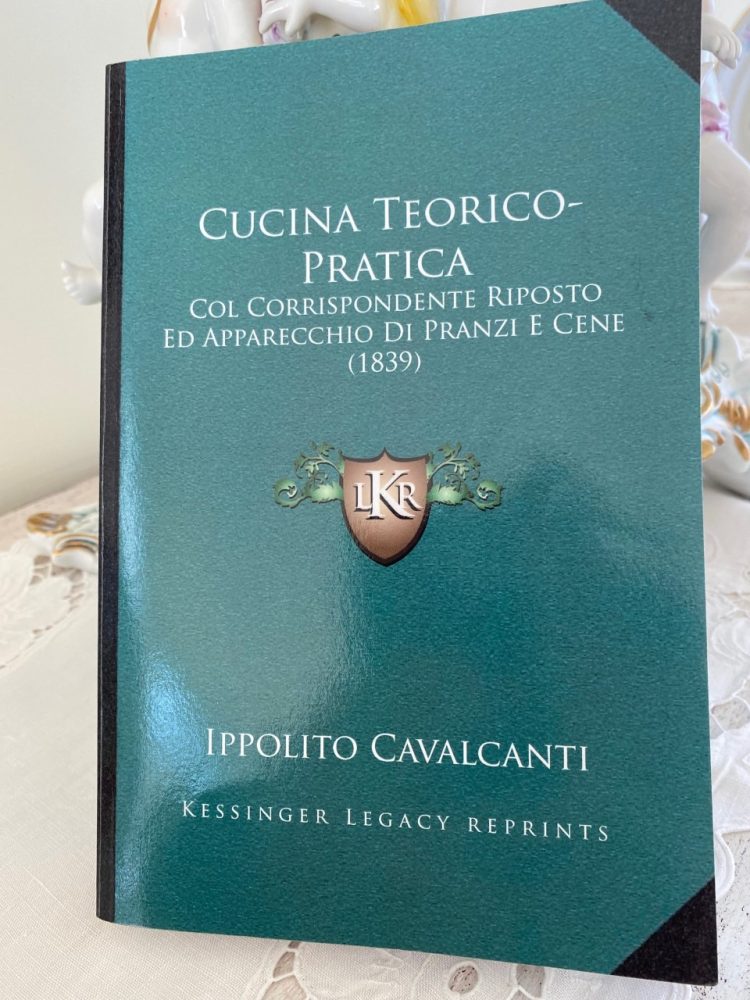 Cucina Teorico-
Pratica
Col Corrispondente Riposto
Ed Apparecchio Di Pranzi E Cene
(1839)
LKR
Ippolito Cavalcanti
Kessinger Legacy Reprints